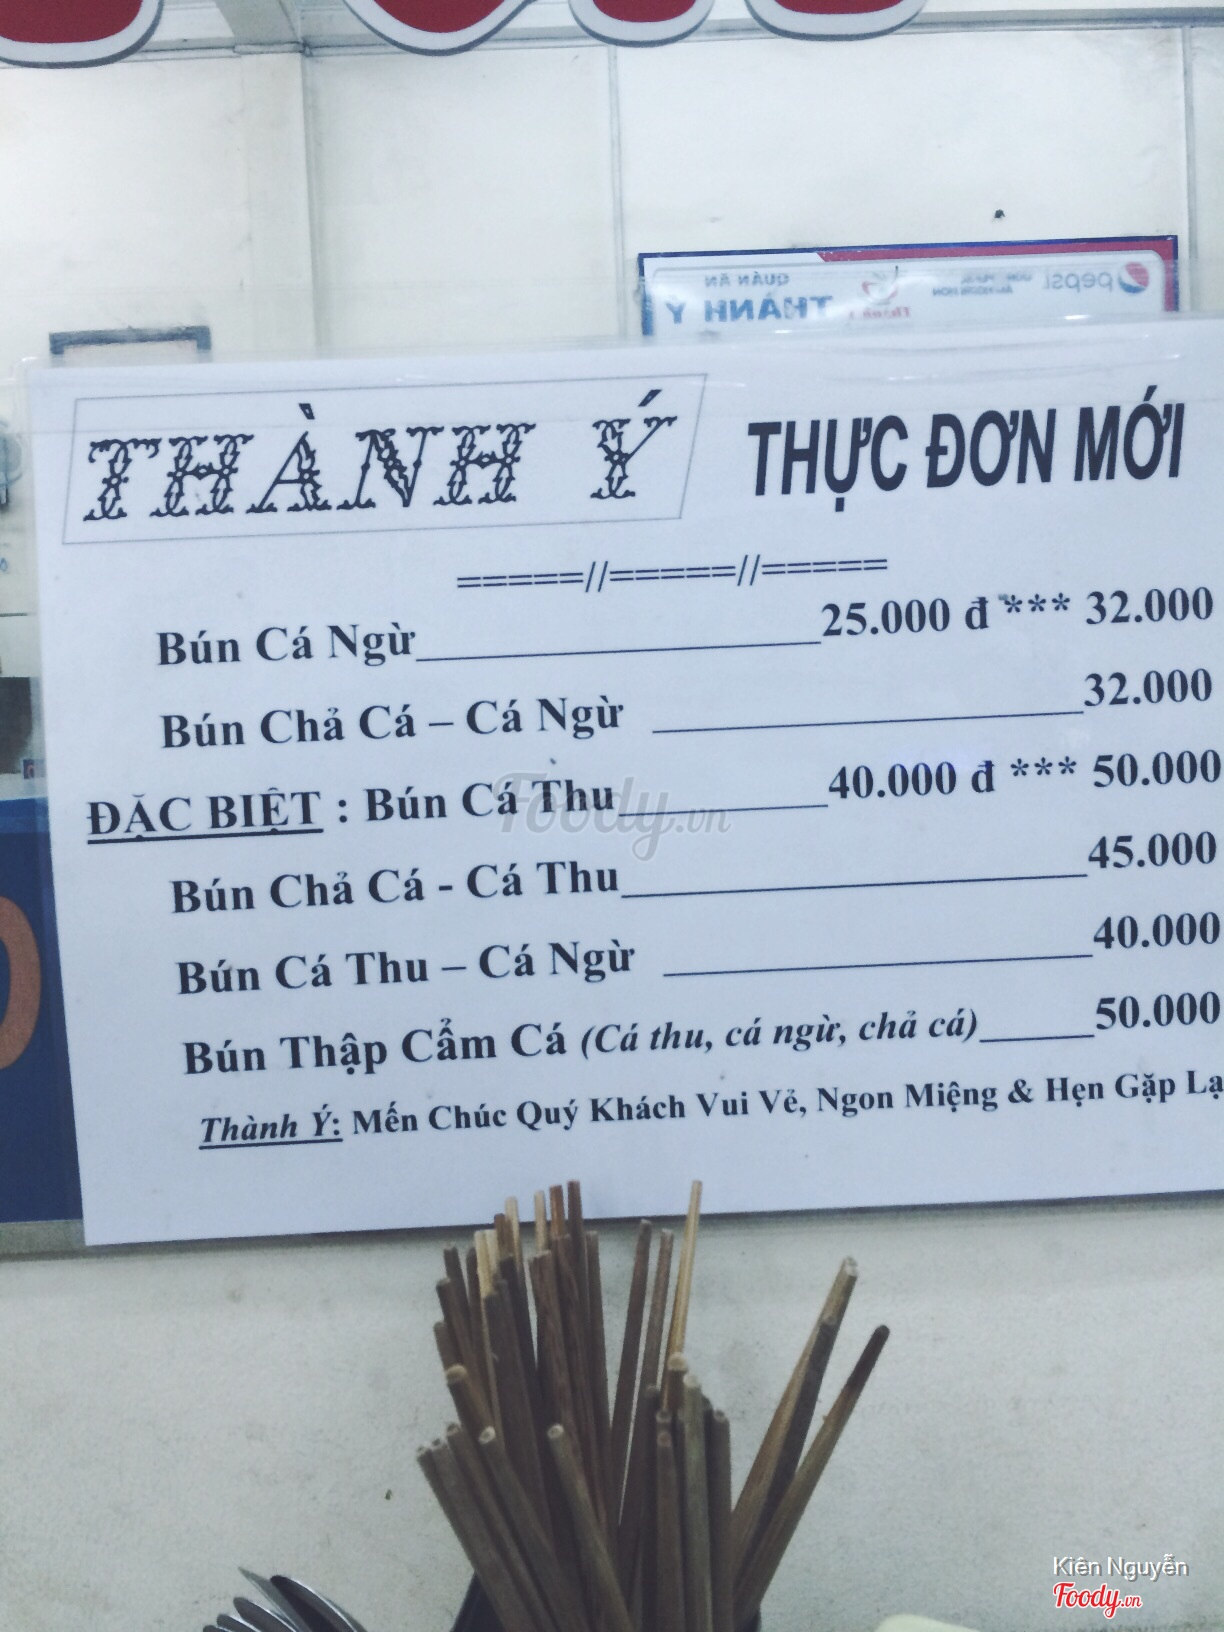 QUÁN ĂN
THÀNH Ý
pepsi
THÀNH Ý THỰC ĐƠN MỚI
=====//=====//=====
Bún Cá Ngừ 25.000 đ *** 32.000
Bún Chả Cá – Cá Ngừ 32.000
ĐẶC BIỆT : Bún Cá Thu 40.000 đ *** 50.000
Bún Chả Cá - Cá Thu 45.000
Bún Cá Thu – Cá Ngừ 40.000
Bún Thập Cẩm Cá (Cá thu, cá ngừ, chả cá) 50.000
Thành Ý: Mến Chúc Quý Khách Vui Vẻ, Ngon Miệng & Hẹn Gặp Lạ
Foody.vn
Kiên Nguyễn
Foody.vn